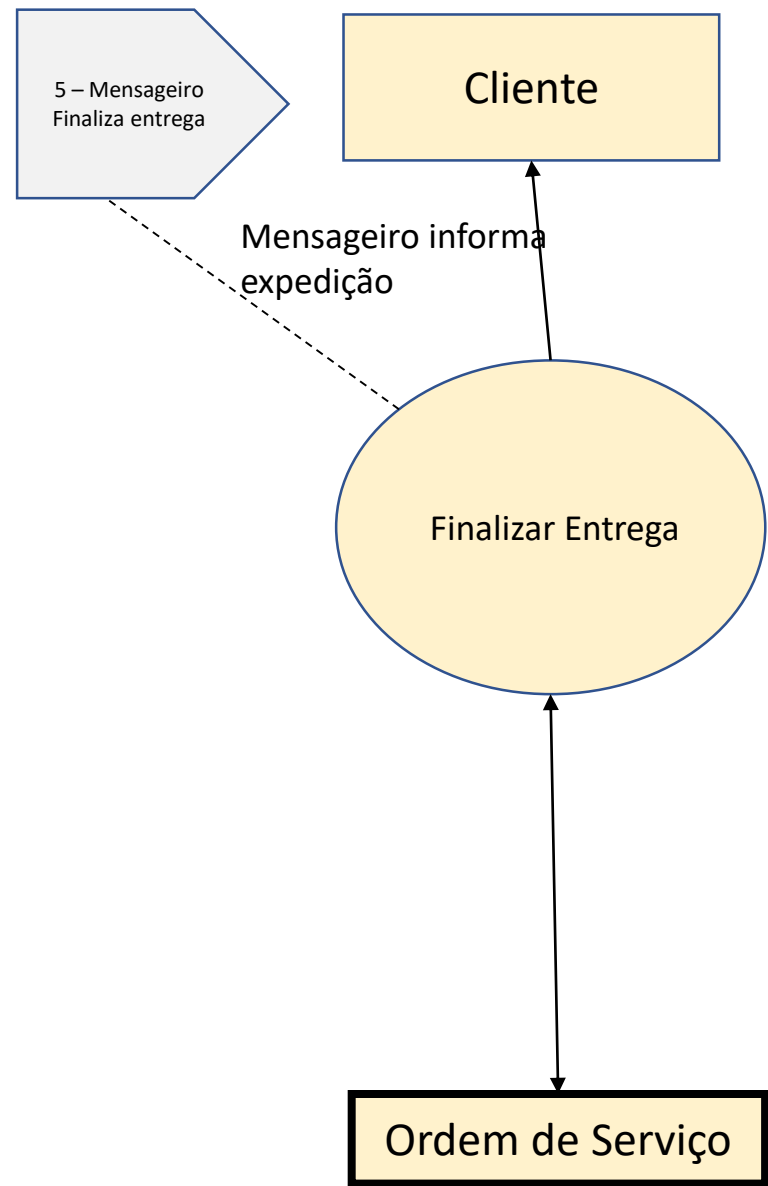 5 – Mensageiro
Finaliza entrega
Cliente
Mensageiro informa
expedição
Finalizar Entrega
Ordem de Serviço